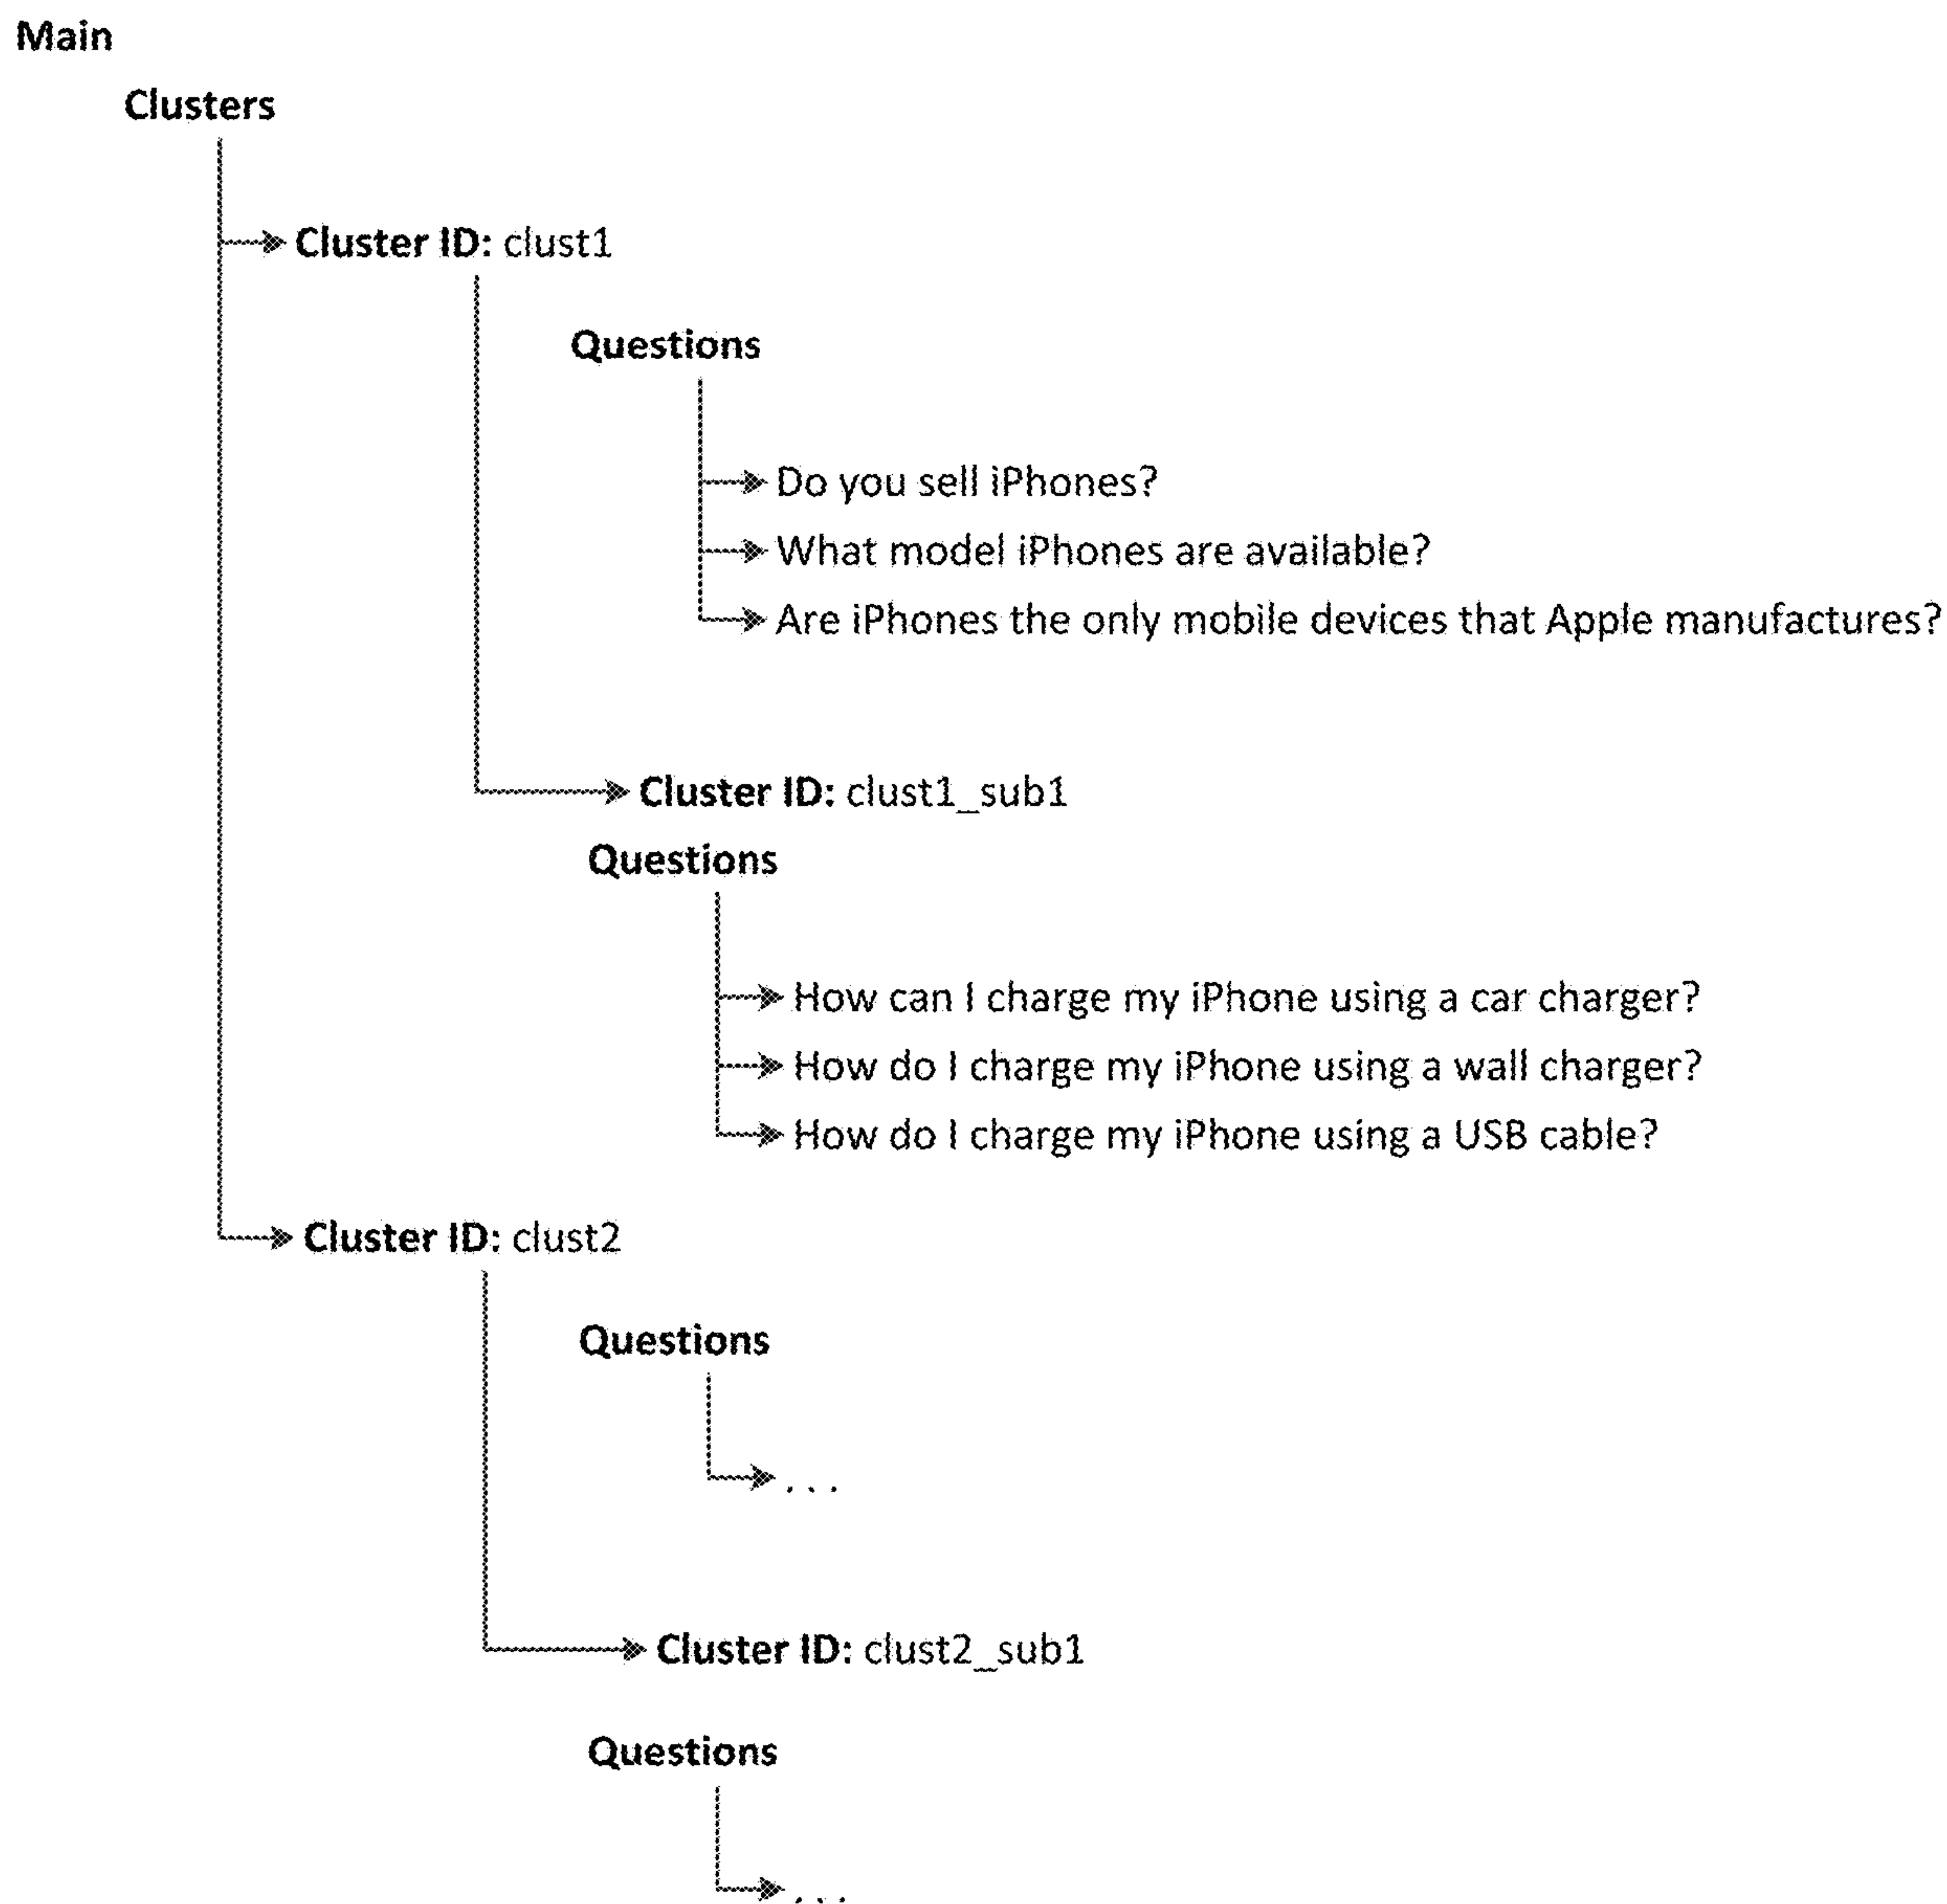 Main
Clusters
Cluster ID: clust1
Questions
Do you sell iPhones?
What model iPhones are available?
Are iPhones the only mobile devices that Apple manufactures?
Cluster ID: clust1_sub1
Questions
How can I charge my iPhone using a car charger?
How do I charge my iPhone using a wall charger?
How do I charge my iPhone using a USB cable?
Cluster ID: clust2
Questions
. . .
Cluster ID: clust2_sub1
Questions
. . .